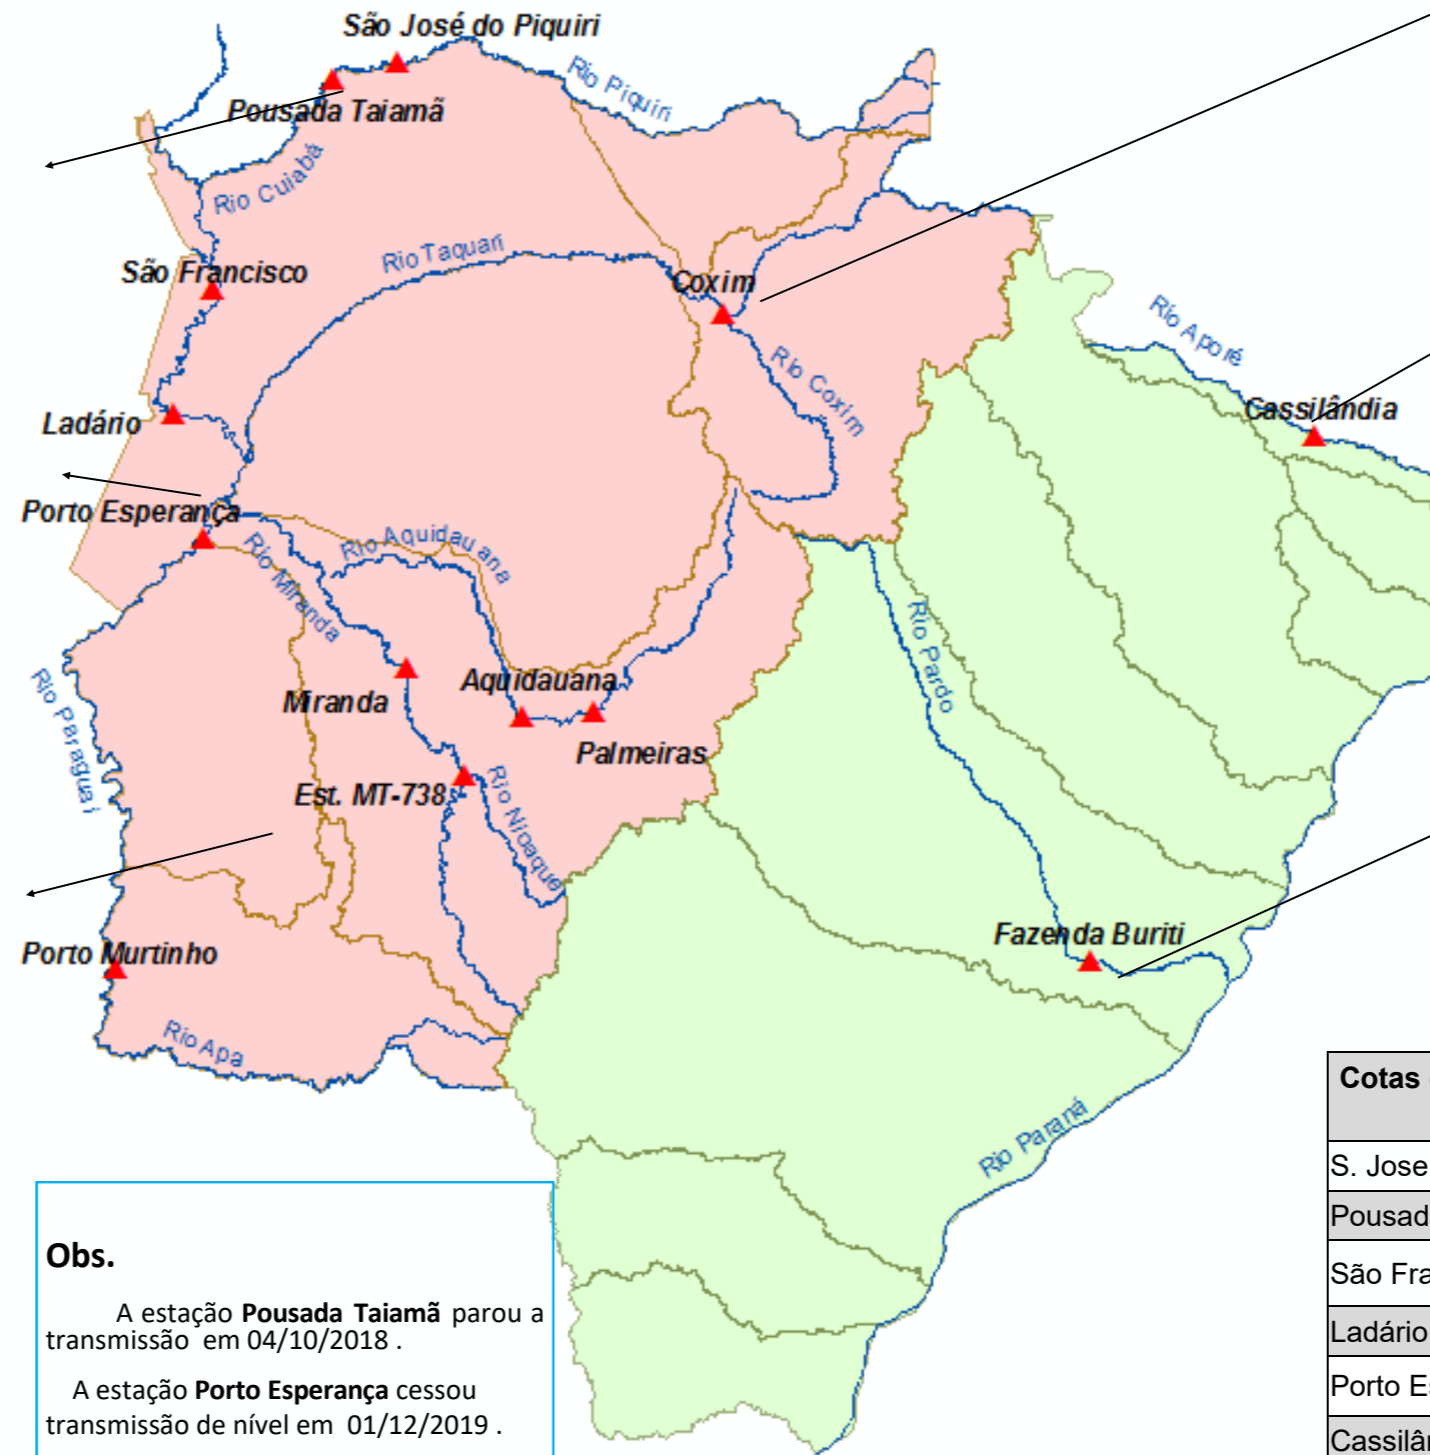 São José do Piquiri
Rio Piquiri
Pousada Taiamã
Rio Cuiabá
Rio Taquari
São Francisco
Coxim
Rio Aporé
Rio Coxim
Cassilândia
Ladário
Porto Esperança
Rio Aquidauana
Rio Miranda
Rio Pardo
Aquidauana
Miranda
Rio Paraguai
Palmeiras
Est. MT-738
Rio Nioaque
Fazenda Buriti
Porto Murtinho
Rio Apa
Rio Paraná
Obs.
A estação Pousada Taiamã parou a
transmissão em 04/10/2018 .
A estação Porto Esperança cessou
transmissão de nível em 01/12/2019 .
Cotas
S. Jose
Pousad
São Fra
Ladário
Porto Es
Cassilân